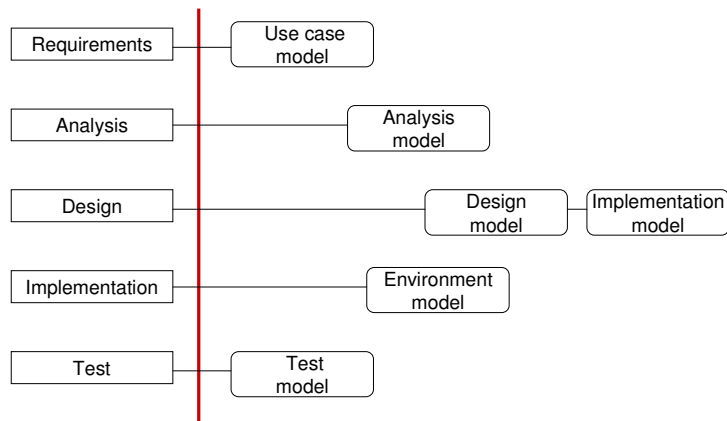 Requirements
Use case
model
Analysis
Analysis
model
Design
Design
model
Implementation
model
Implementation
Environment
model
Test
Test
model